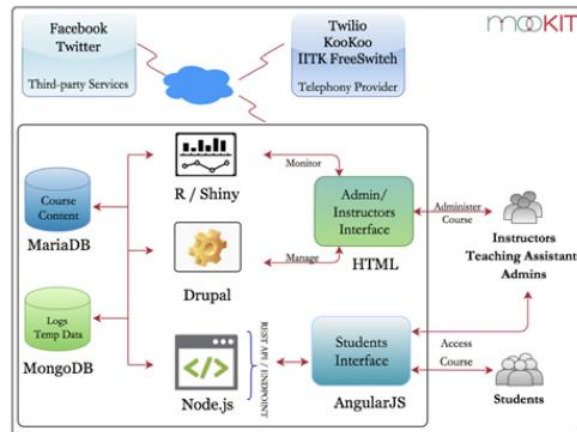 Facebook
Twitter
Third-party Services
Twilio
KooKoo
IITK FreeSwitch
Telephony Provider
mooKIT
Course
Content
MariaDB
R / Shiny
Monitor
Admin/
Instructors
Interface
HTML
Administer
Course
Instructors
Teaching Assistant
Admins
Drupal
Manage
Logs
Temp Data
MongoDB
Node.js
REST API / ENDPOINT
Students
Interface
AngularJS
Access
Course
Students